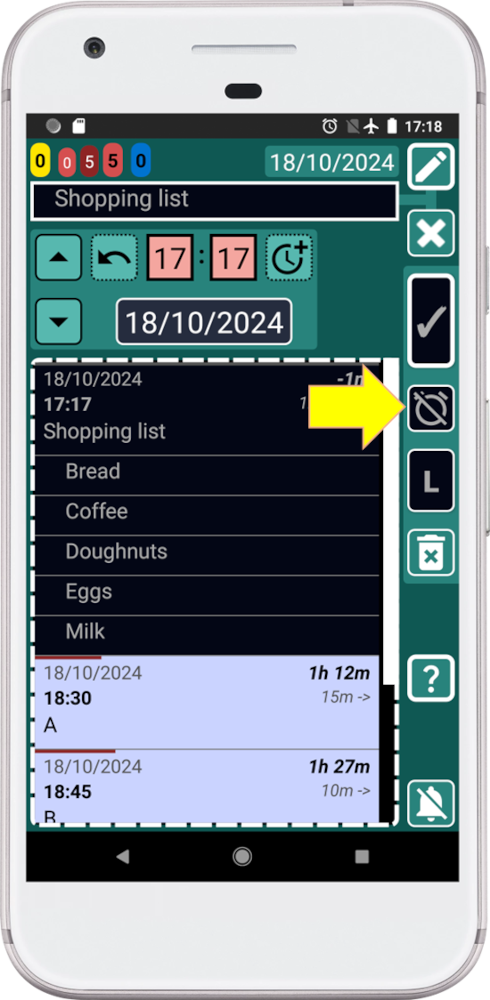 17:18
0 0 5 5 0
18/10/2024
Shopping list
17 : 17
18/10/2024
18/10/2024
17:17
Shopping list
Bread
Coffee
Doughnuts
Eggs
Milk
L
18/10/2024 1h 12m
18:30 15m ->
A
?
18/10/2024 1h 27m
18:45 10m ->
B